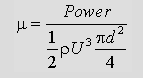 μ = Power / (1/2 ρU³ πd²/4)